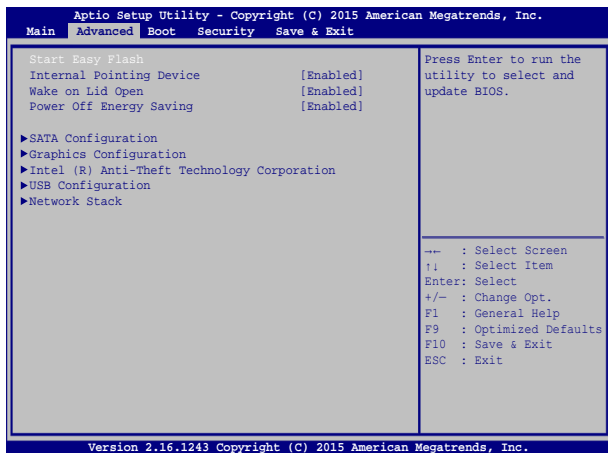 Aptio Setup Utility - Copyright (C) 2015 American Megatrends, Inc.
Main Advanced Boot Security Save & Exit
Start Easy Flash
Internal Pointing Device [Enabled]
Wake on Lid Open [Enabled]
Power Off Energy Saving [Enabled]
▶SATA Configuration
▶Graphics Configuration
▶Intel (R) Anti-Theft Technology Corporation
▶USB Configuration
▶Network Stack
Press Enter to run the
utility to select and
update BIOS.
→← : Select Screen
↑↓ : Select Item
Enter: Select
+/— : Change Opt.
F1 : General Help
F9 : Optimized Defaults
F10 : Save & Exit
ESC : Exit
Version 2.16.1243 Copyright (C) 2015 American Megatrends, Inc.